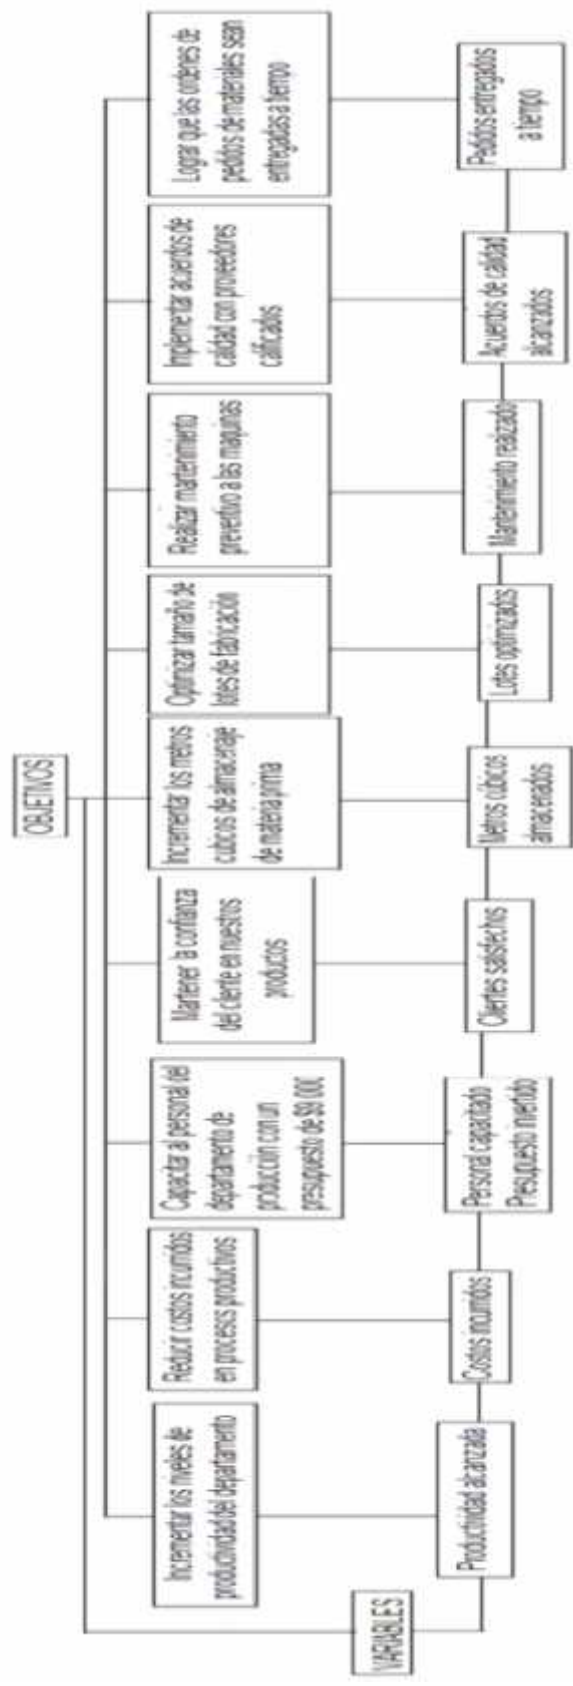 OBJETIVOS
Incrementar los niveles de
productividad del departamento
Reducir costos incurridos
en procesos productivos
Capacitar al personal del
departamento de
producción con un
presupuesto de $9 000
Mantener la confianza
del cliente en nuestros
productos
Incrementar los metros
cúbicos de almacenaje
de materia prima
Optimizar tamaño de
lotes de fabricación
Realizar mantenimiento
preventivo a las maquinas
Implementar acuerdos de
calidad con proveedores
calificados
Lograr que las ordenes de
pedidos de materiales sean
entregadas a tiempo
VARIABLES
Productividad alcanzada
Costos incurridos
Personal capacitado
Presupuesto invertido
Clientes satisfechos
Metros cúbicos
almacenados
Lotes optimizados
Mantenimiento realizado
Acuerdos de calidad
alcanzados
Pedidos entregados
a tiempo